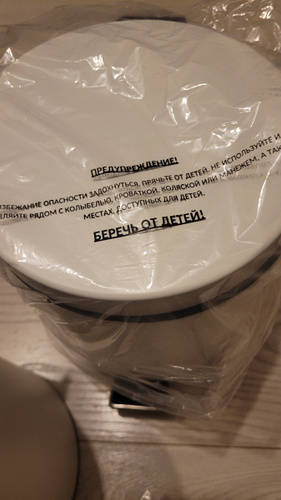 ПРЕДУПРЕЖДЕНИЕ!
ИЗБЕЖАНИЕ ОПАСНОСТИ ЗАДОХНУТЬСЯ, ПРЯЧЬТЕ ОТ ДЕТЕЙ. НЕ ИСПОЛЬЗУЙТЕ И
ВЛЯЙТЕ РЯДОМ С КОЛЫБЕЛЬЮ, КРОВАТКОЙ, КОЛЯСКОЙ ИЛИ МАНЕЖЕМ, А ТАК
МЕСТАХ, ДОСТУПНЫХ ДЛЯ ДЕТЕЙ.
БЕРЕЧЬ ОТ ДЕТЕЙ!